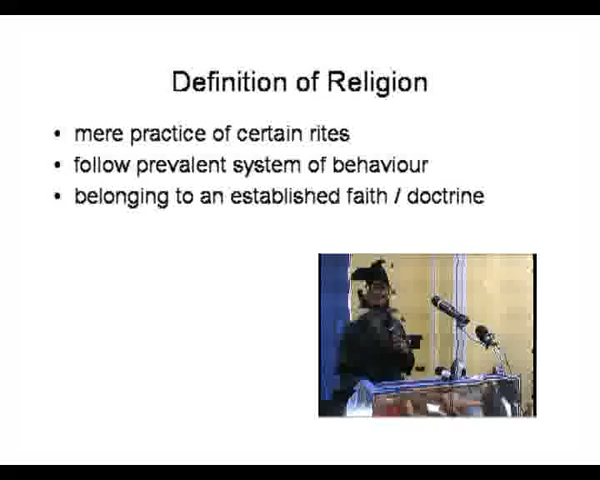 Definition of Religion
• mere practice of certain rites
• follow prevalent system of behaviour
• belonging to an established faith / doctrine